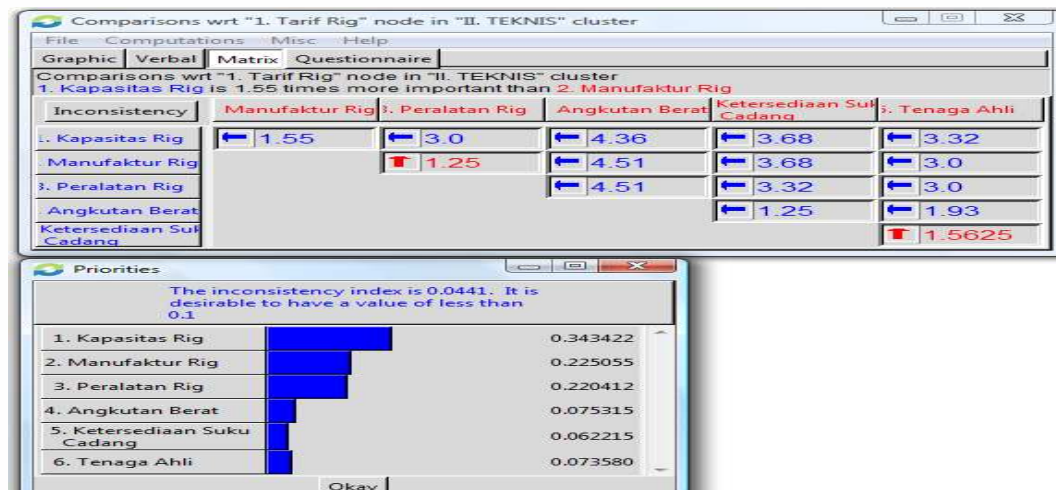 Comparisons wrt "1. Tarif Rig" node in "II. TEKNIS" cluster
File Computations Misc Help
Graphic Verbal Matrix Questionnaire
Comparisons wrt "1. Tarif Rig" node in "II. TEKNIS" cluster
1. Kapasitas Rig is 1.55 times more important than 2. Manufaktur Rig
Inconsistency Manufaktur Rig 3. Peralatan Rig Angkutan Berat Ketersediaan Suk Cadang 5. Tenaga Ahli
1. Kapasitas Rig 1.55 3.0 4.36 3.68 3.32
Manufaktur Rig 1.25 4.51 3.68 3.0
3. Peralatan Rig 4.51 3.32 3.0
Angkutan Berat 1.25 1.93
Ketersediaan Suk
Cadang 1.5625
Priorities
The inconsistency index is 0.0441. It is
desirable to have a value of less than
0.1
1. Kapasitas Rig 0.343422
2. Manufaktur Rig 0.225055
3. Peralatan Rig 0.220412
4. Angkutan Berat 0.075315
5. Ketersediaan Suku
Cadang 0.062215
6. Tenaga Ahli 0.073580
Okay